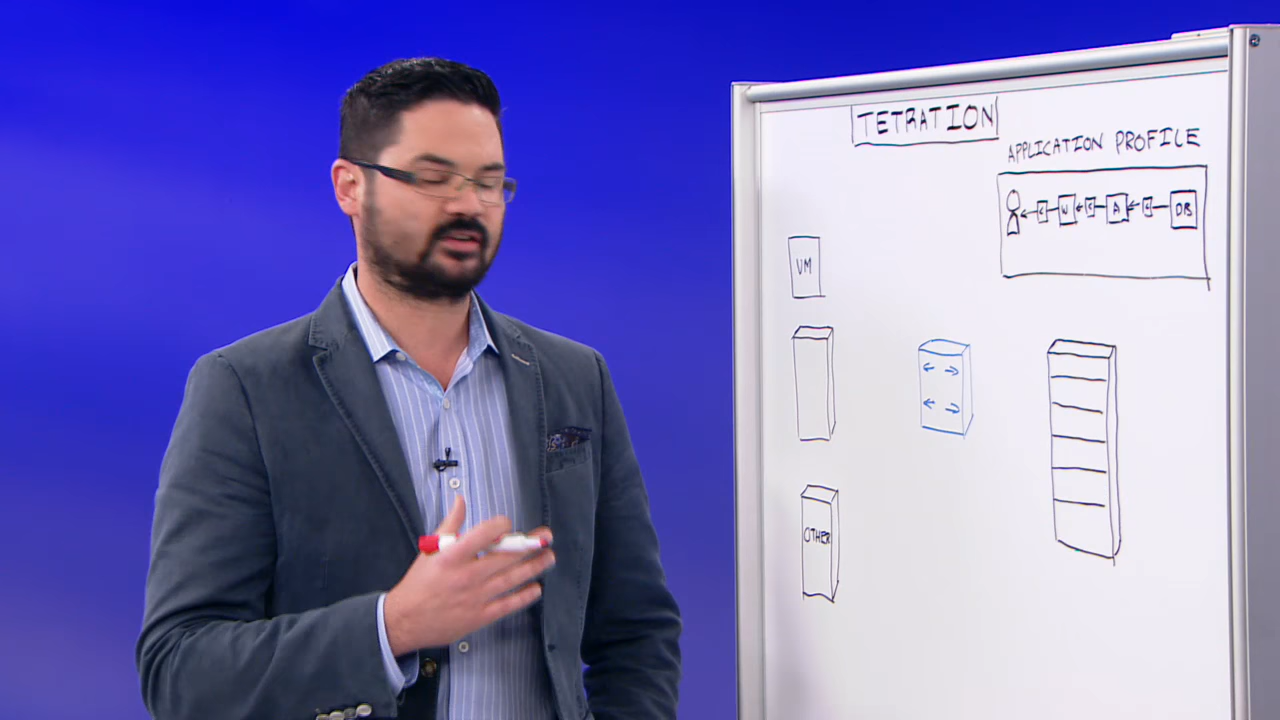 TETRATION
APPLICATION PROFILE
C W C A C DB
VM
OTHER